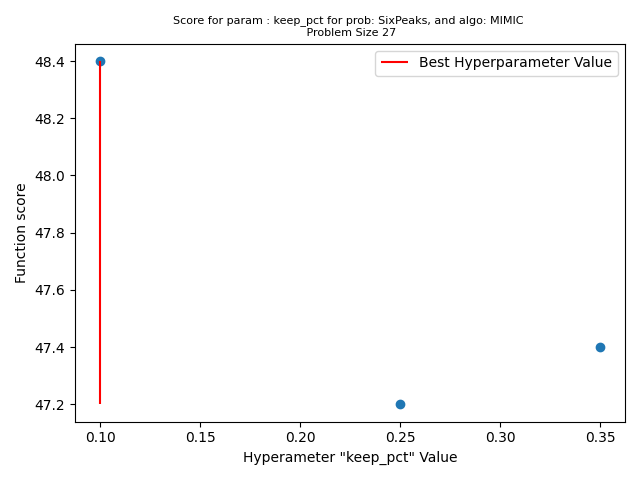 Score for param : keep_pct for prob: SixPeaks, and algo: MIMIC
Problem Size 27
Best Hyperparameter Value
48.4
48.2
48.0
47.8
47.6
47.4
47.2
Function score
0.10 0.15 0.20 0.25 0.30 0.35
Hyperameter "keep_pct" Value